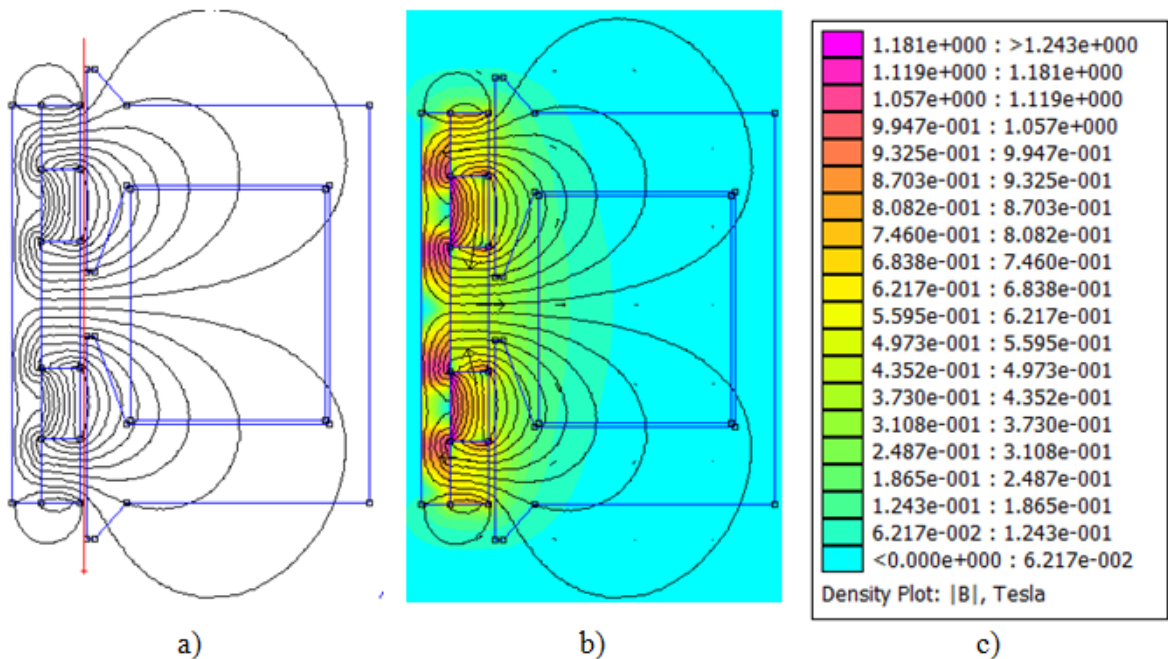 1.181e+000 : >1.243e+000
1.119e+000 : 1.181e+000
1.057e+000 : 1.119e+000
9.947e-001 : 1.057e+000
9.325e-001 : 9.947e-001
8.703e-001 : 9.325e-001
8.082e-001 : 8.703e-001
7.460e-001 : 8.082e-001
6.838e-001 : 7.460e-001
6.217e-001 : 6.838e-001
5.595e-001 : 6.217e-001
4.973e-001 : 5.595e-001
4.352e-001 : 4.973e-001
3.730e-001 : 4.352e-001
3.108e-001 : 3.730e-001
2.487e-001 : 3.108e-001
1.865e-001 : 2.487e-001
1.243e-001 : 1.865e-001
6.217e-002 : 1.243e-001
<0.000e+000 : 6.217e-002
Density Plot: |B|, Tesla
a) b) c)